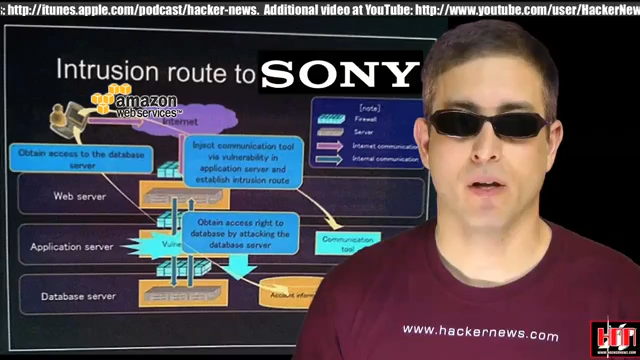 s: http://itunes.apple.com/podcast/hacker-news. Additional video at YouTube: http://www.youtube.com/user/HackerNew
Intrusion route to SONY
amazon
webservices™
Internet
[note]
Firewall
Server
Internet communication
Internal communication
Obtain access to the database
server
Inject communication tool
via vulnerability in
application server and
establish intrusion route
Web server
Obtain access right to
database by attacking the
database server
Application server
Vulne
Communication
tool
Database server
Account inform
www.hackernews.com